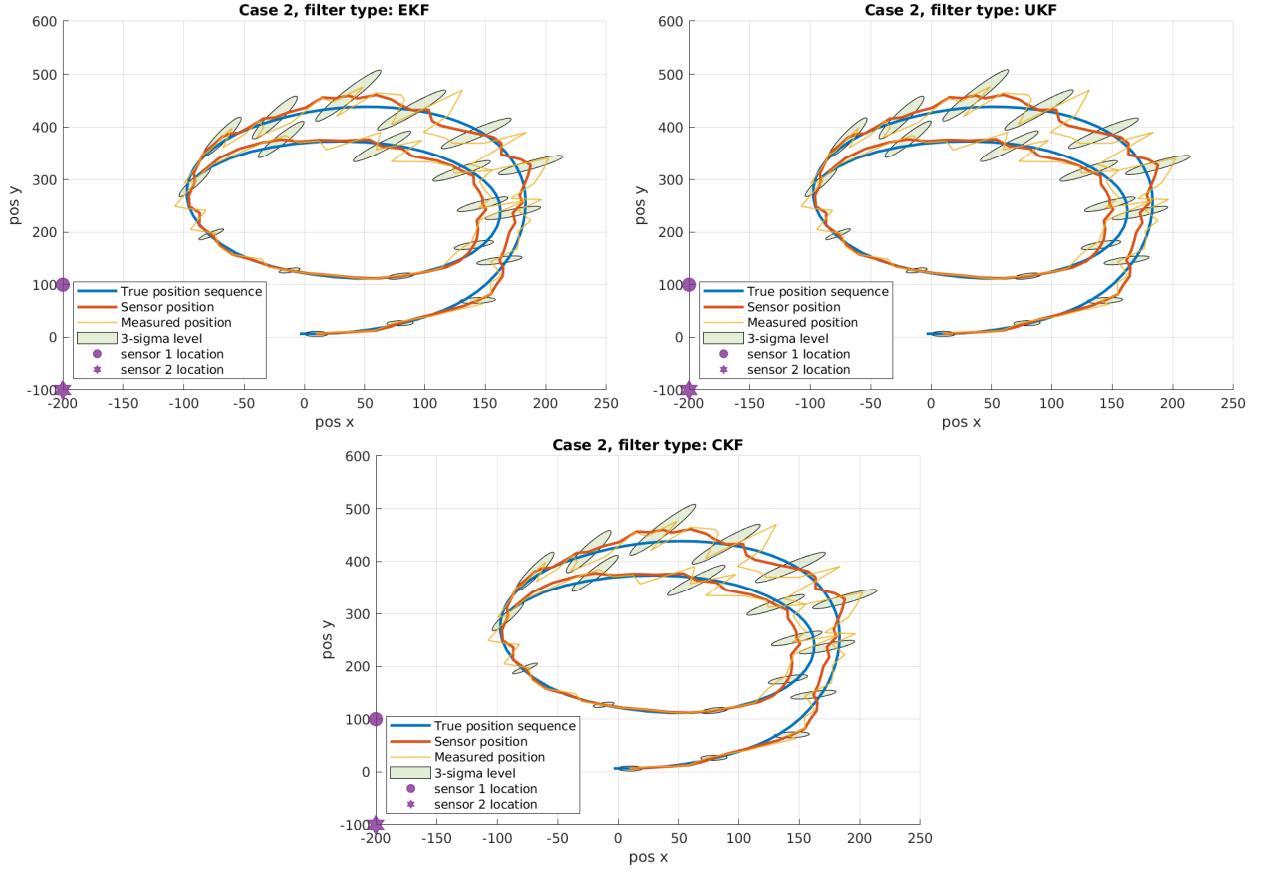 Case 2, filter type: EKF
600
500
400
300
200
100
0
-100
pos y
-200
-150
-100
-50
0
50
100
150
200
250
pos x
True position sequence
Sensor position
Measured position
3-sigma level
sensor 1 location
sensor 2 location
Case 2, filter type: UKF
600
500
400
300
200
100
0
-100
pos y
-200
-150
-100
-50
0
50
100
150
200
250
pos x
True position sequence
Sensor position
Measured position
3-sigma level
sensor 1 location
sensor 2 location
Case 2, filter type: CKF
600
500
400
300
200
100
0
-100
pos y
-200
-150
-100
-50
0
50
100
150
200
250
pos x
True position sequence
Sensor position
Measured position
3-sigma level
sensor 1 location
sensor 2 location